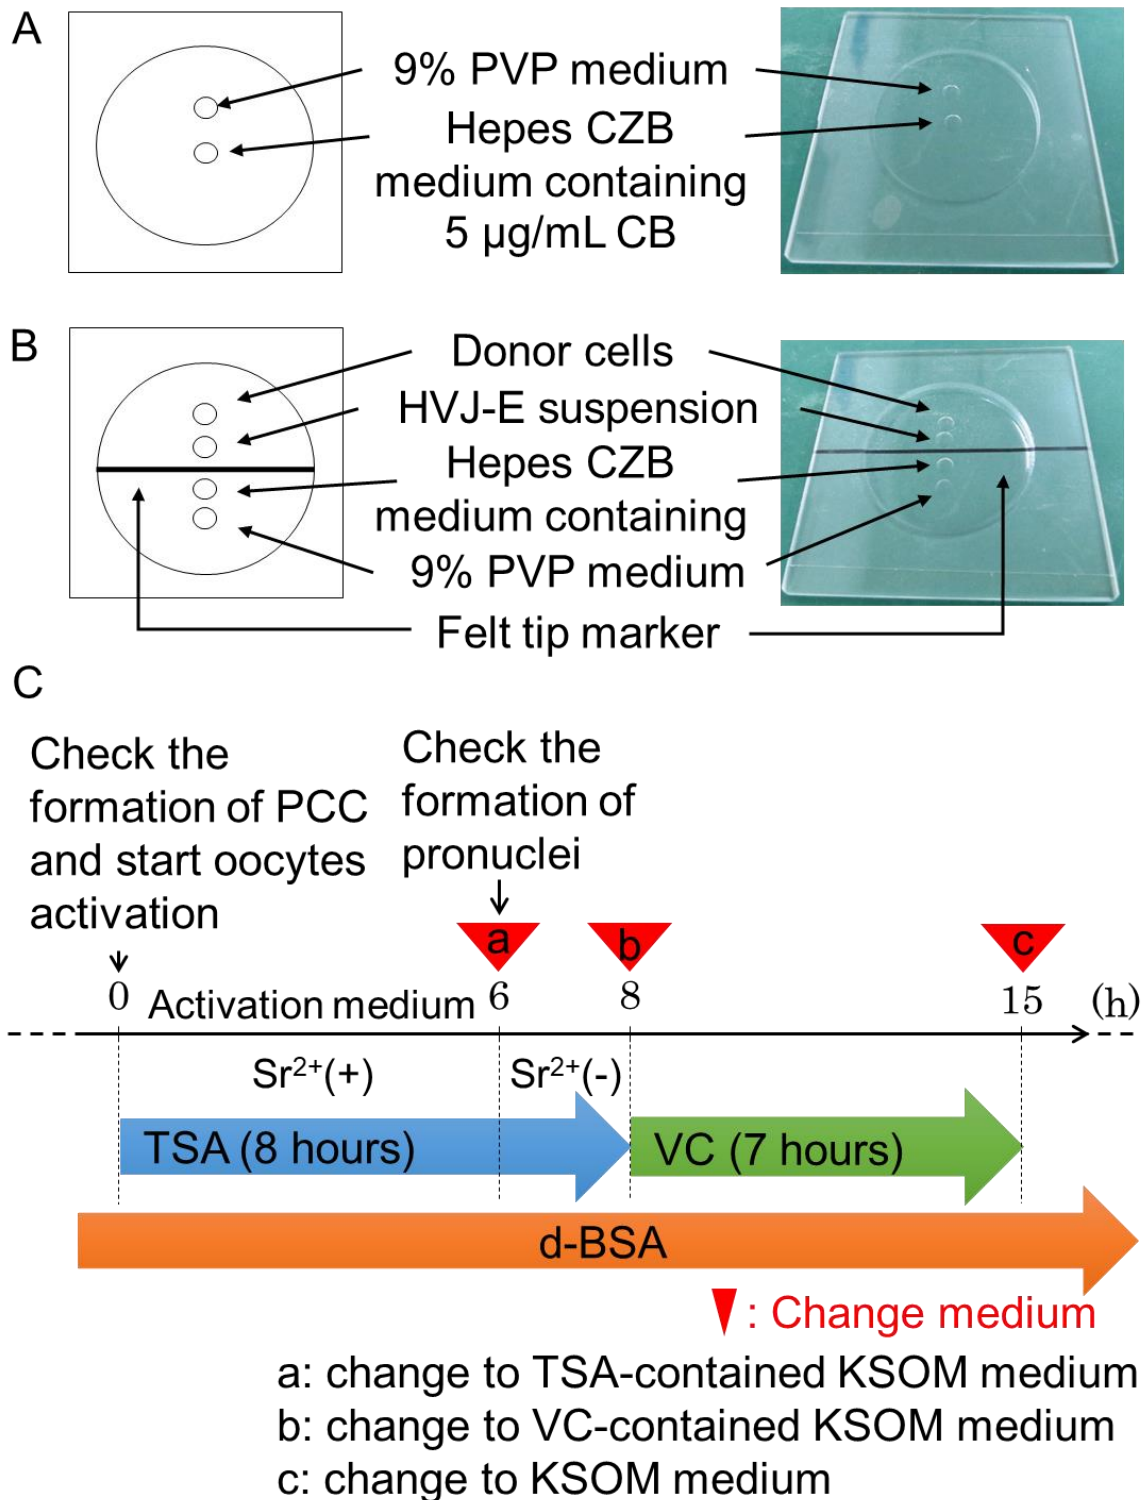 A
9% PVP medium
Hepes CZB
medium containing
5 µg/mL CB
B
Donor cells
HVJ-E suspension
Hepes CZB
medium containing
9% PVP medium
Felt tip marker
C
Check the
formation of PCC
and start oocytes
activation
Check the
formation of
pronuclei
a
b
c
0
Activation medium
6
8
15
(h)
Sr²⁺(+)
Sr²⁺(-)
TSA (8 hours)
VC (7 hours)
d-BSA
: Change medium
a: change to TSA-contained KSOM medium
b: change to VC-contained KSOM medium
c: change to KSOM medium